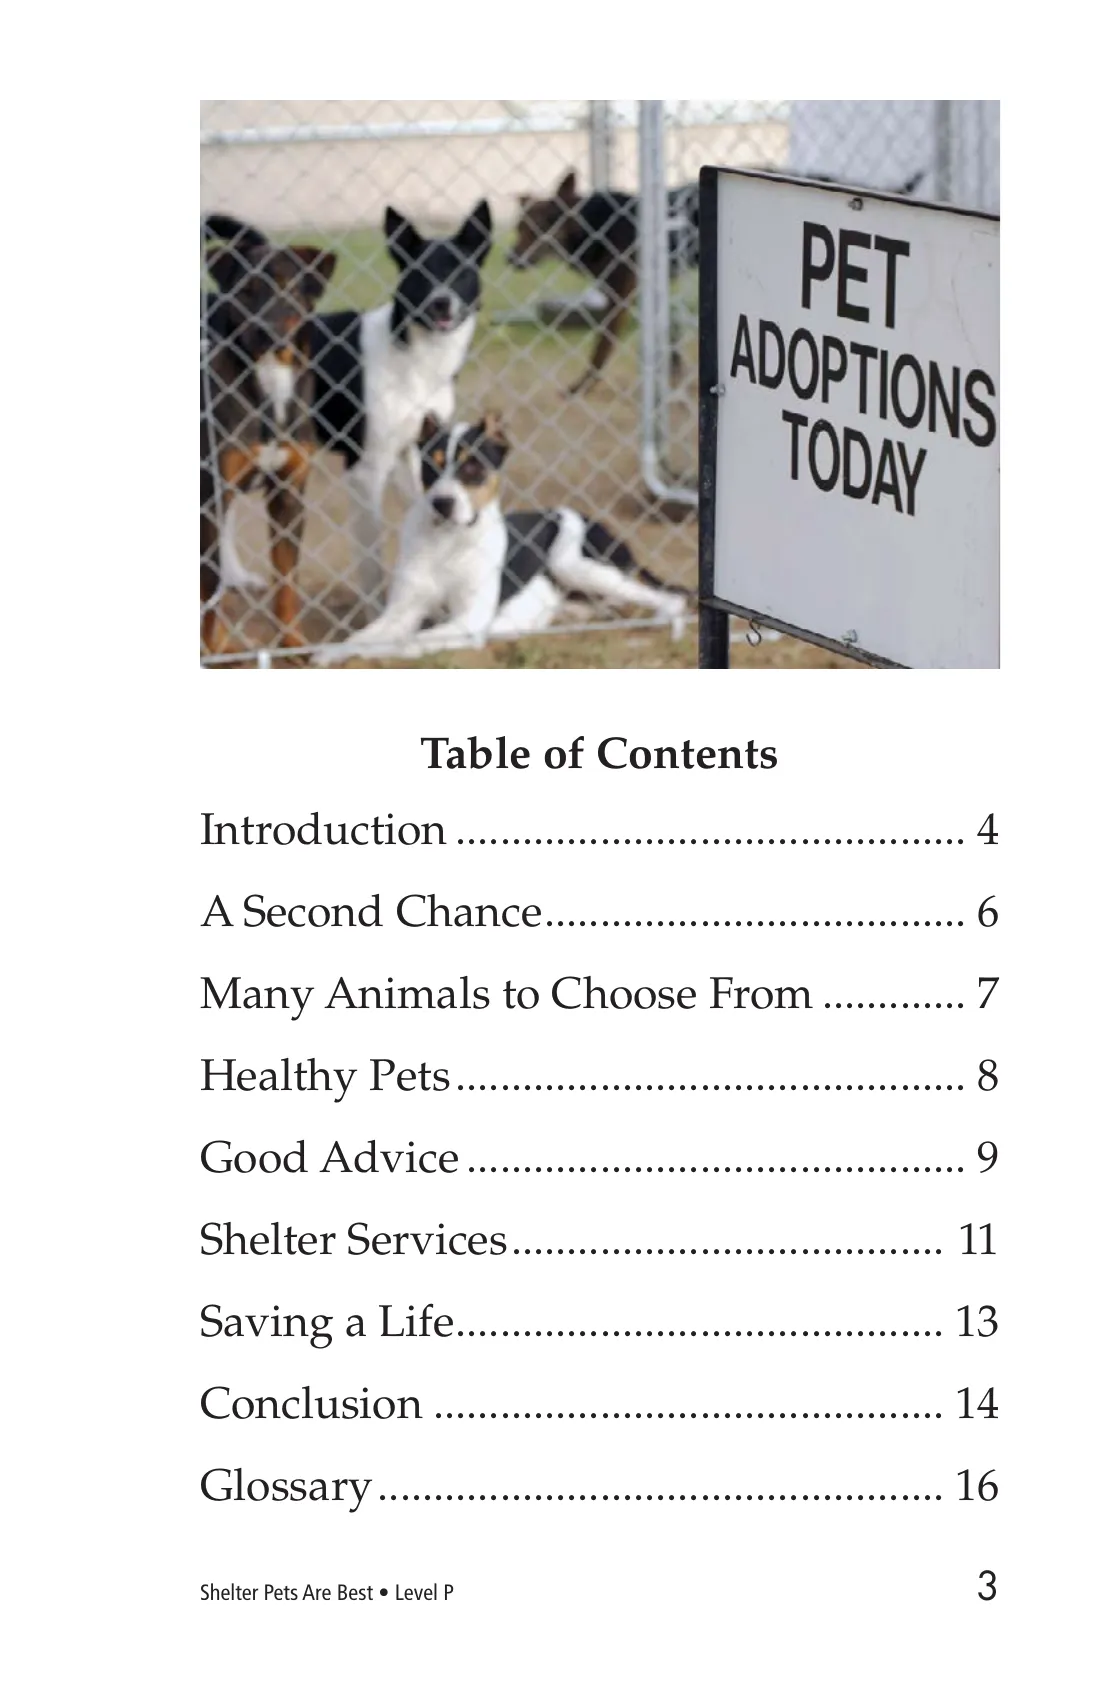 PET
ADOPTIONS
TODAY
Table of Contents
Introduction .............................................. 4
A Second Chance...................................... 6
Many Animals to Choose From ............. 7
Healthy Pets.............................................. 8
Good Advice ............................................. 9
Shelter Services....................................... 11
Saving a Life............................................ 13
Conclusion .............................................. 14
Glossary................................................... 16
Shelter Pets Are Best • Level P 3